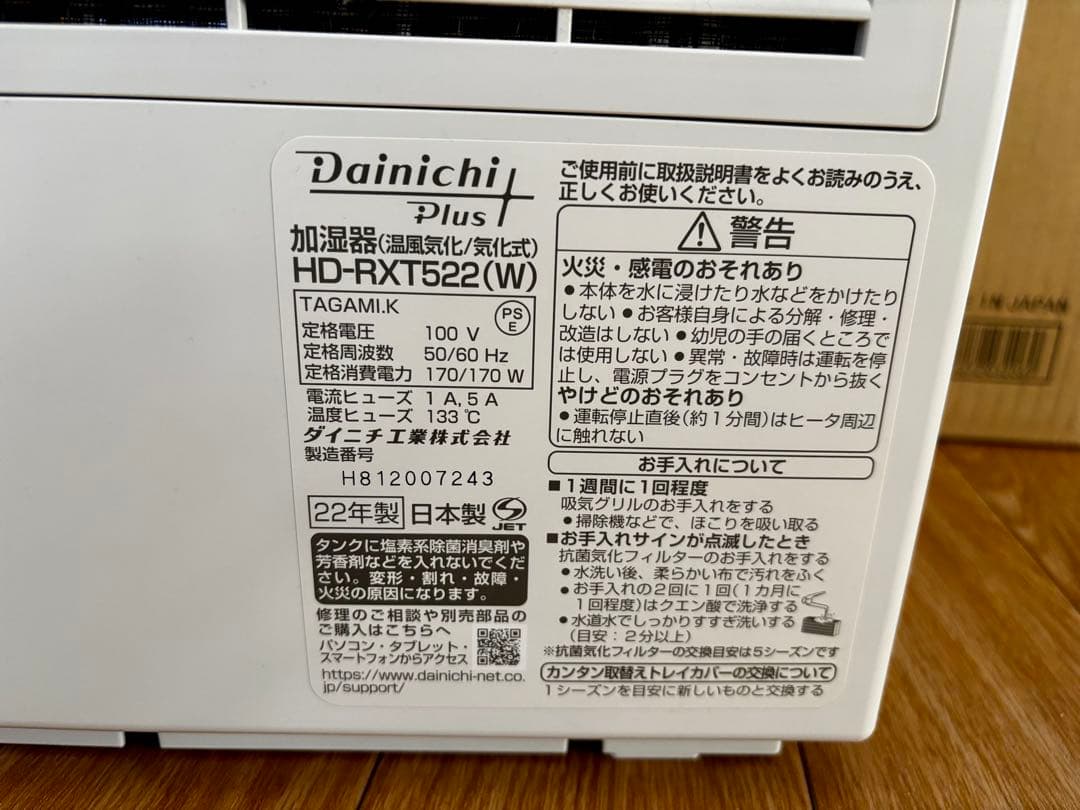 Dainichi
Plus
加湿器(温風気化/気化式)
HD-RXT522(W)
TAGAMI.K
PS
E
定格電圧 100 V
定格周波数 50/60 Hz
定格消費電力 170/170 W
電流ヒューズ 1 A, 5 A
温度ヒューズ 133 ℃
ダイニチ工業株式会社
製造番号
H812007243
22年製 日本製 JET
タンクに塩素系除菌消臭剤や
芳香剤などを入れないでくだ
さい。変形・割れ・故障・
火災の原因になります。
修理のご相談や別売部品の
ご購入はこちらへ
パソコン・タブレット・
スマートフォンからアクセス
https://www.dainichi-net.co.
jp/support/
ご使用前に取扱説明書をよくお読みのうえ、
正しくお使いください。
警告
火災・感電のおそれあり
●本体を水に浸けたり水などをかけたり
しない ●お客様自身による分解・修理・
改造はしない ●幼児の手の届くところで
は使用しない ●異常・故障時は運転を停
止し、電源プラグをコンセントから抜く
やけどのおそれあり
●運転停止直後(約1分間)はヒータ周辺
に触れない
お手入れについて
■1週間に1回程度
吸気グリルのお手入れをする
●掃除機などで、ほこりを吸い取る
■お手入れサインが点滅したとき
抗菌気化フィルターのお手入れをする
●水洗い後、柔らかい布で汚れをふく
●お手入れの2回に1回(1カ月に
1回程度)はクエン酸で洗浄する
●水道水でしっかりすすぎ洗いする
(目安：2分以上)
※抗菌気化フィルターの交換目安は5シーズンです
カンタン取替えトレイカバーの交換について
1シーズンを目安に新しいものと交換する
IN JAPAN